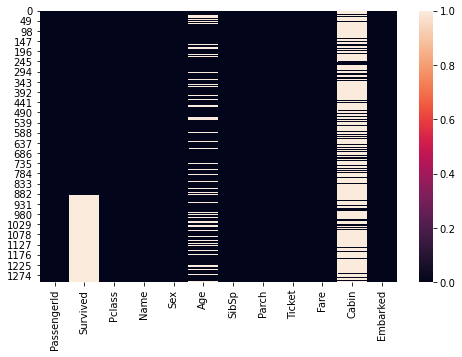 0
49
98
147
196
245
294
343
392
441
490
539
588
637
686
735
784
833
882
931
980
1029
1078
1127
1176
1225
1274
PassengerId
Survived
Pclass
Name
Sex
Age
SibSp
Parch
Ticket
Fare
Cabin
Embarked
1.0
0.8
0.6
0.4
0.2
0.0